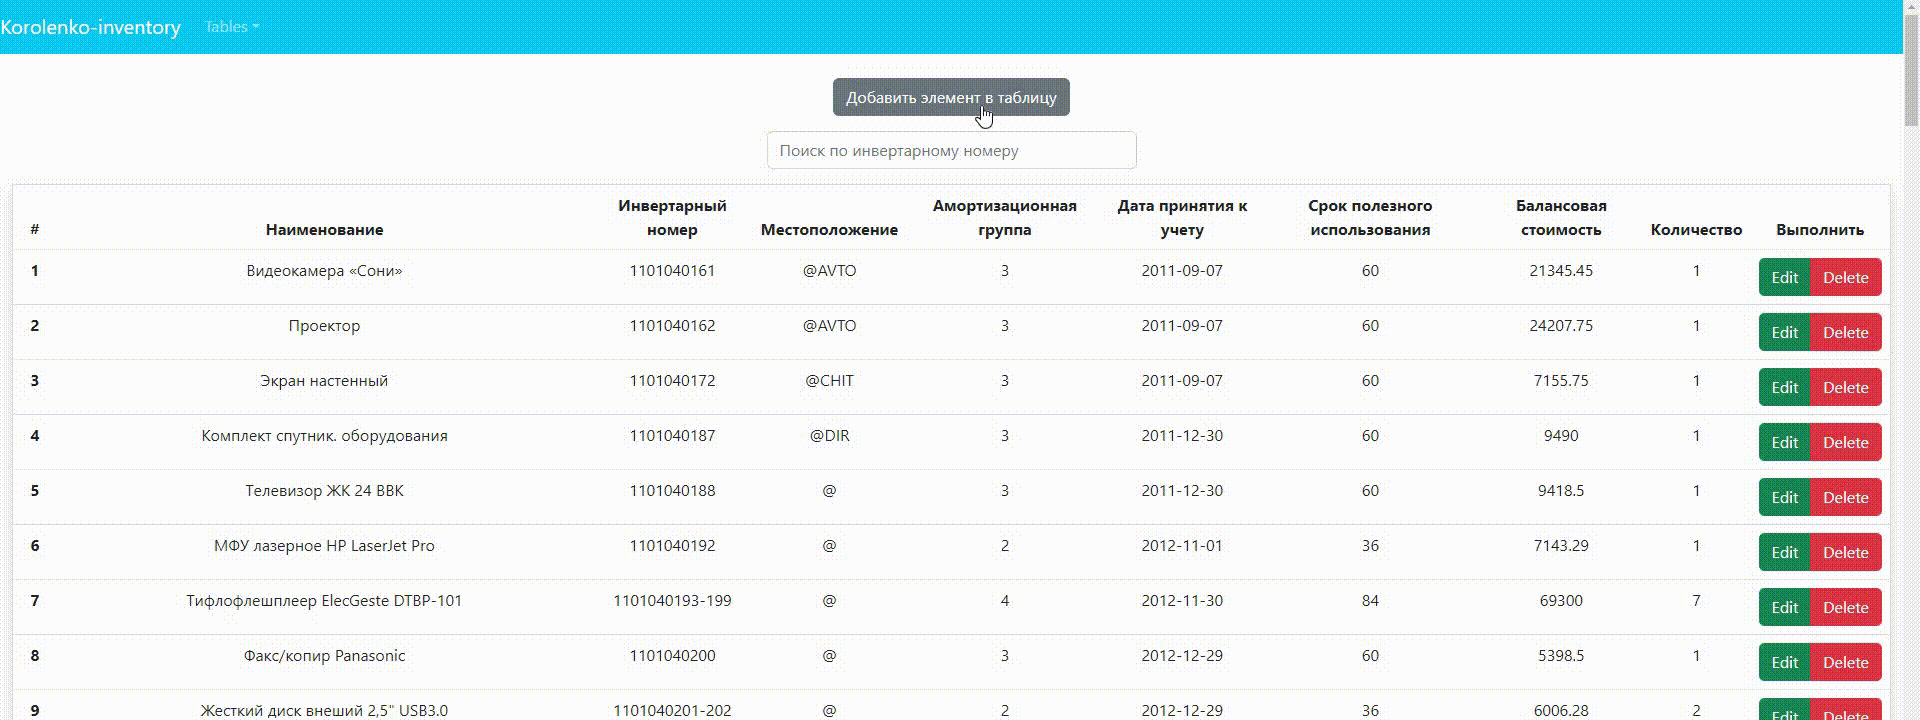 Korolenko-inventory Tables
Добавить элемент в таблицу
Поиск по инвертарному номеру
# Наименование Инвертарный номер Местоположение Амортизационная группа Дата принятия к учету Срок полезного использования Балансовая стоимость Количество Выполнить
1 Видеокамера «Сони» 1101040161 @AVTO 3 2011-09-07 60 21345.45 1 Edit Delete
2 Проектор 1101040162 @AVTO 3 2011-09-07 60 24207.75 1 Edit Delete
3 Экран настенный 1101040172 @CHIT 3 2011-09-07 60 7155.75 1 Edit Delete
4 Комплект спутник. оборудования 1101040187 @DIR 3 2011-12-30 60 9490 1 Edit Delete
5 Телевизор ЖК 24 BBK 1101040188 @ 3 2011-12-30 60 9418.5 1 Edit Delete
6 МФУ лазерное HP LaserJet Pro 1101040192 @ 2 2012-11-01 36 7143.29 1 Edit Delete
7 Тифлофлешплеер ElecGeste DTBP-101 1101040193-199 @ 4 2012-11-30 84 69300 7 Edit Delete
8 Факс/копир Panasonic 1101040200 @ 3 2012-12-29 60 5398.5 1 Edit Delete
9 Жесткий диск внеший 2,5" USB3.0 1101040201-202 @ 2 2012-12-29 36 6006.28 2 Edit Delete